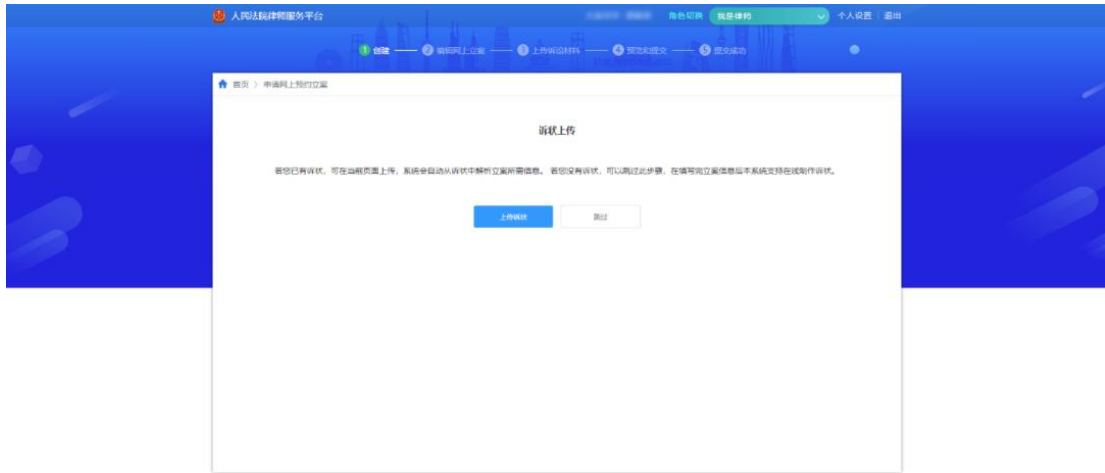 人民法院律师服务平台
角色切换 我是律师 个人设置 退出
1 创建 2 编辑网上立案 3 上传诉讼材料 4 预览和提交 5 提交成功
首页 > 申请网上预约立案
诉状上传
若您已有诉状，可在当前页面上传，系统会自动从诉状中解析立案所需信息。 若您没有诉状，可以跳过此步骤，在填写完立案信息后本系统支持在线制作诉状。
上传诉状 跳过